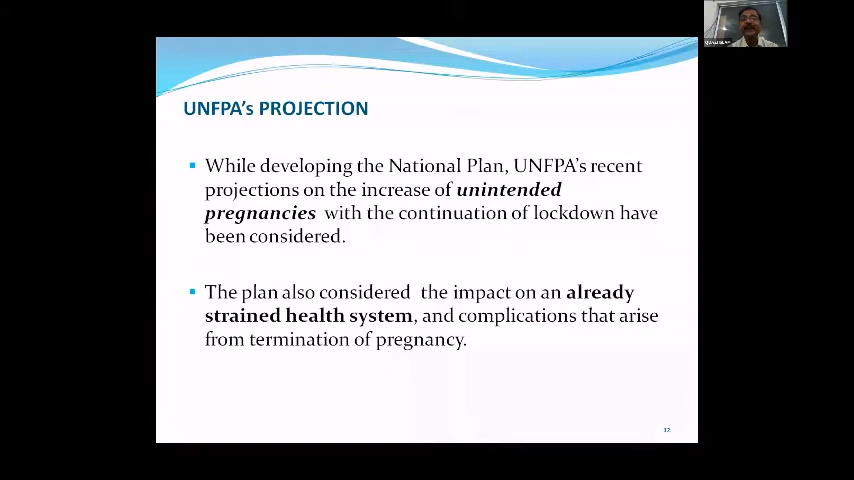 UNFPA's PROJECTION
While developing the National Plan, UNFPA's recent
projections on the increase of unintended
pregnancies with the continuation of lockdown have
been considered.
The plan also considered the impact on an already
strained health system, and complications that arise
from termination of pregnancy.
12